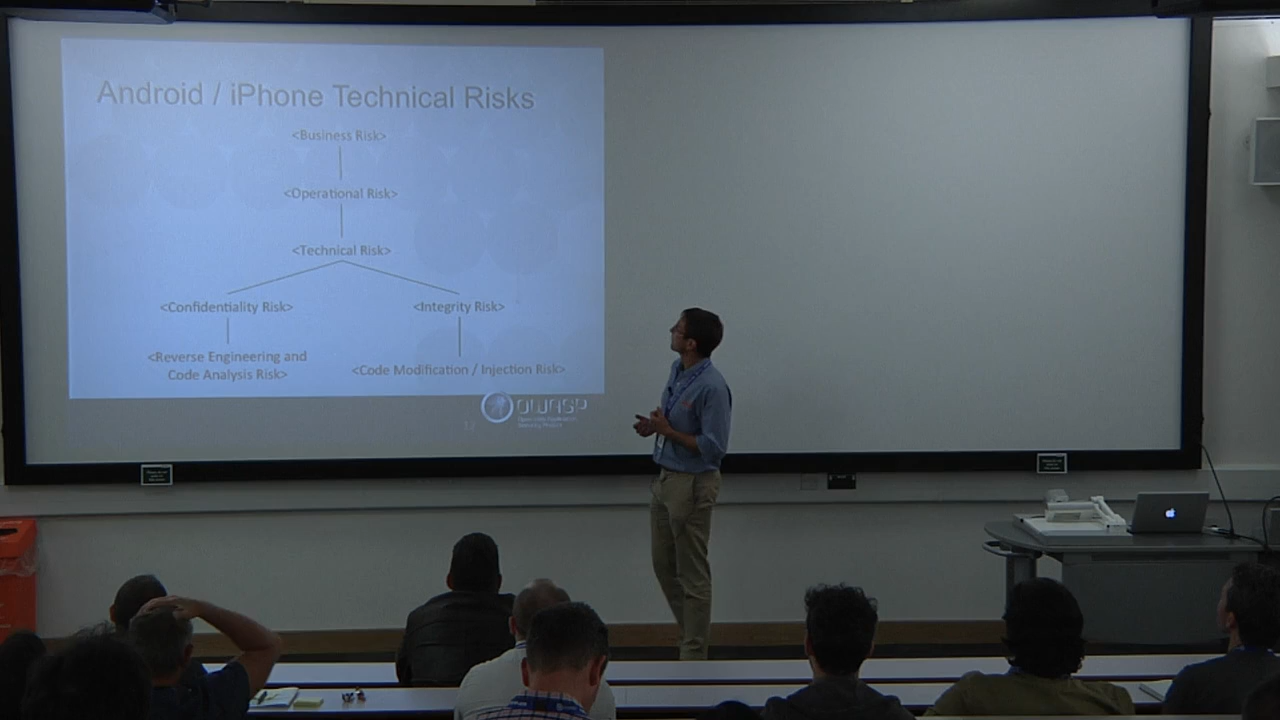 Android / iPhone Technical Risks
<Business Risk>
<Operational Risk>
<Technical Risk>
<Confidentiality Risk>
<Integrity Risk>
<Reverse Engineering and
Code Analysis Risk>
<Code Modification / Injection Risk>
OWASP